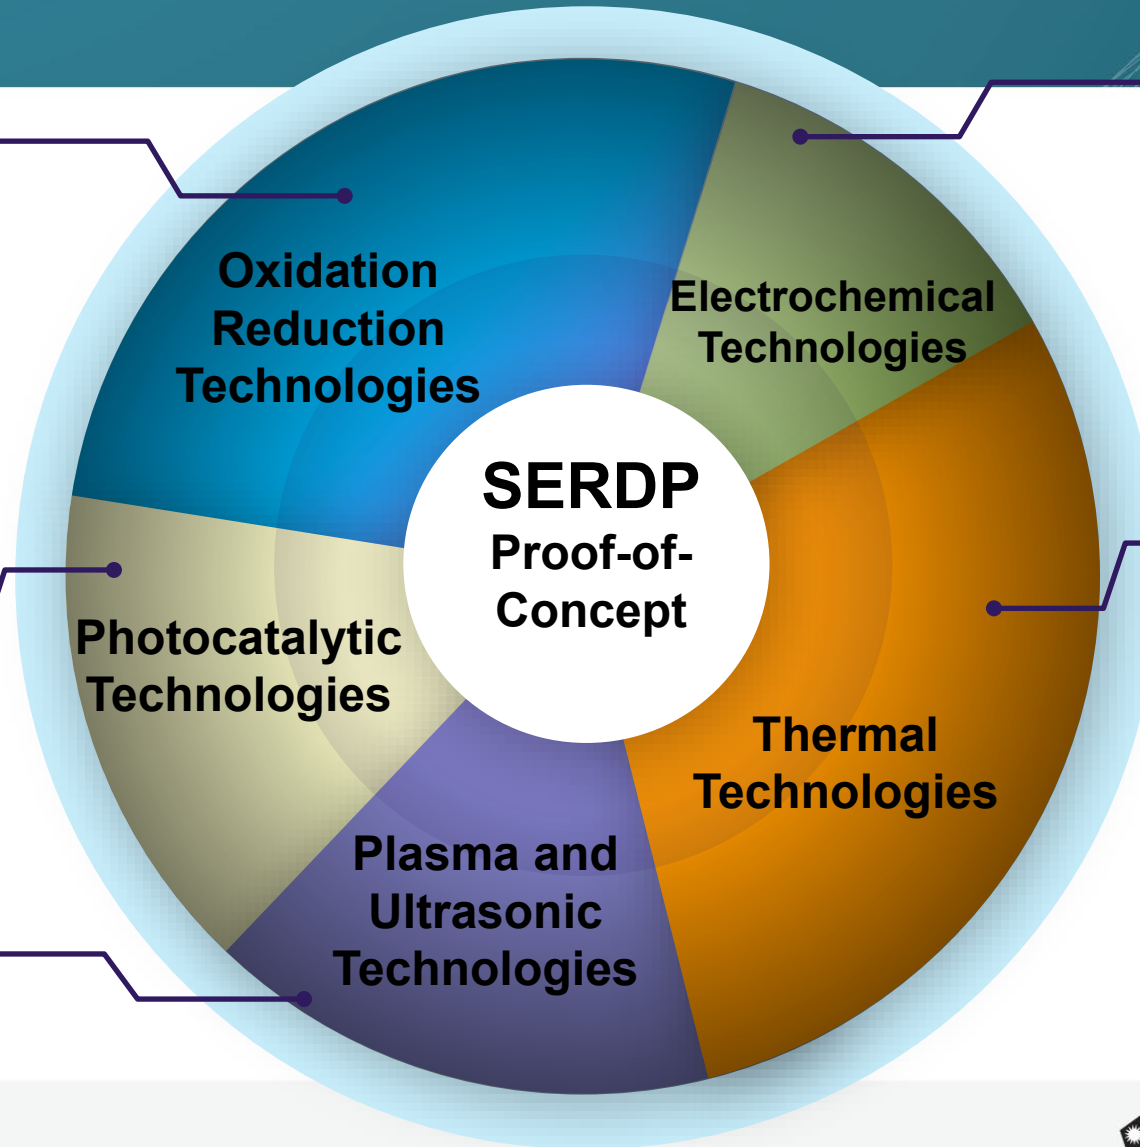 Oxidation
Reduction
Technologies
Electrochemical
Technologies
SERDP
Proof-of-
Concept
Photocatalytic
Technologies
Thermal
Technologies
Plasma and
Ultrasonic
Technologies